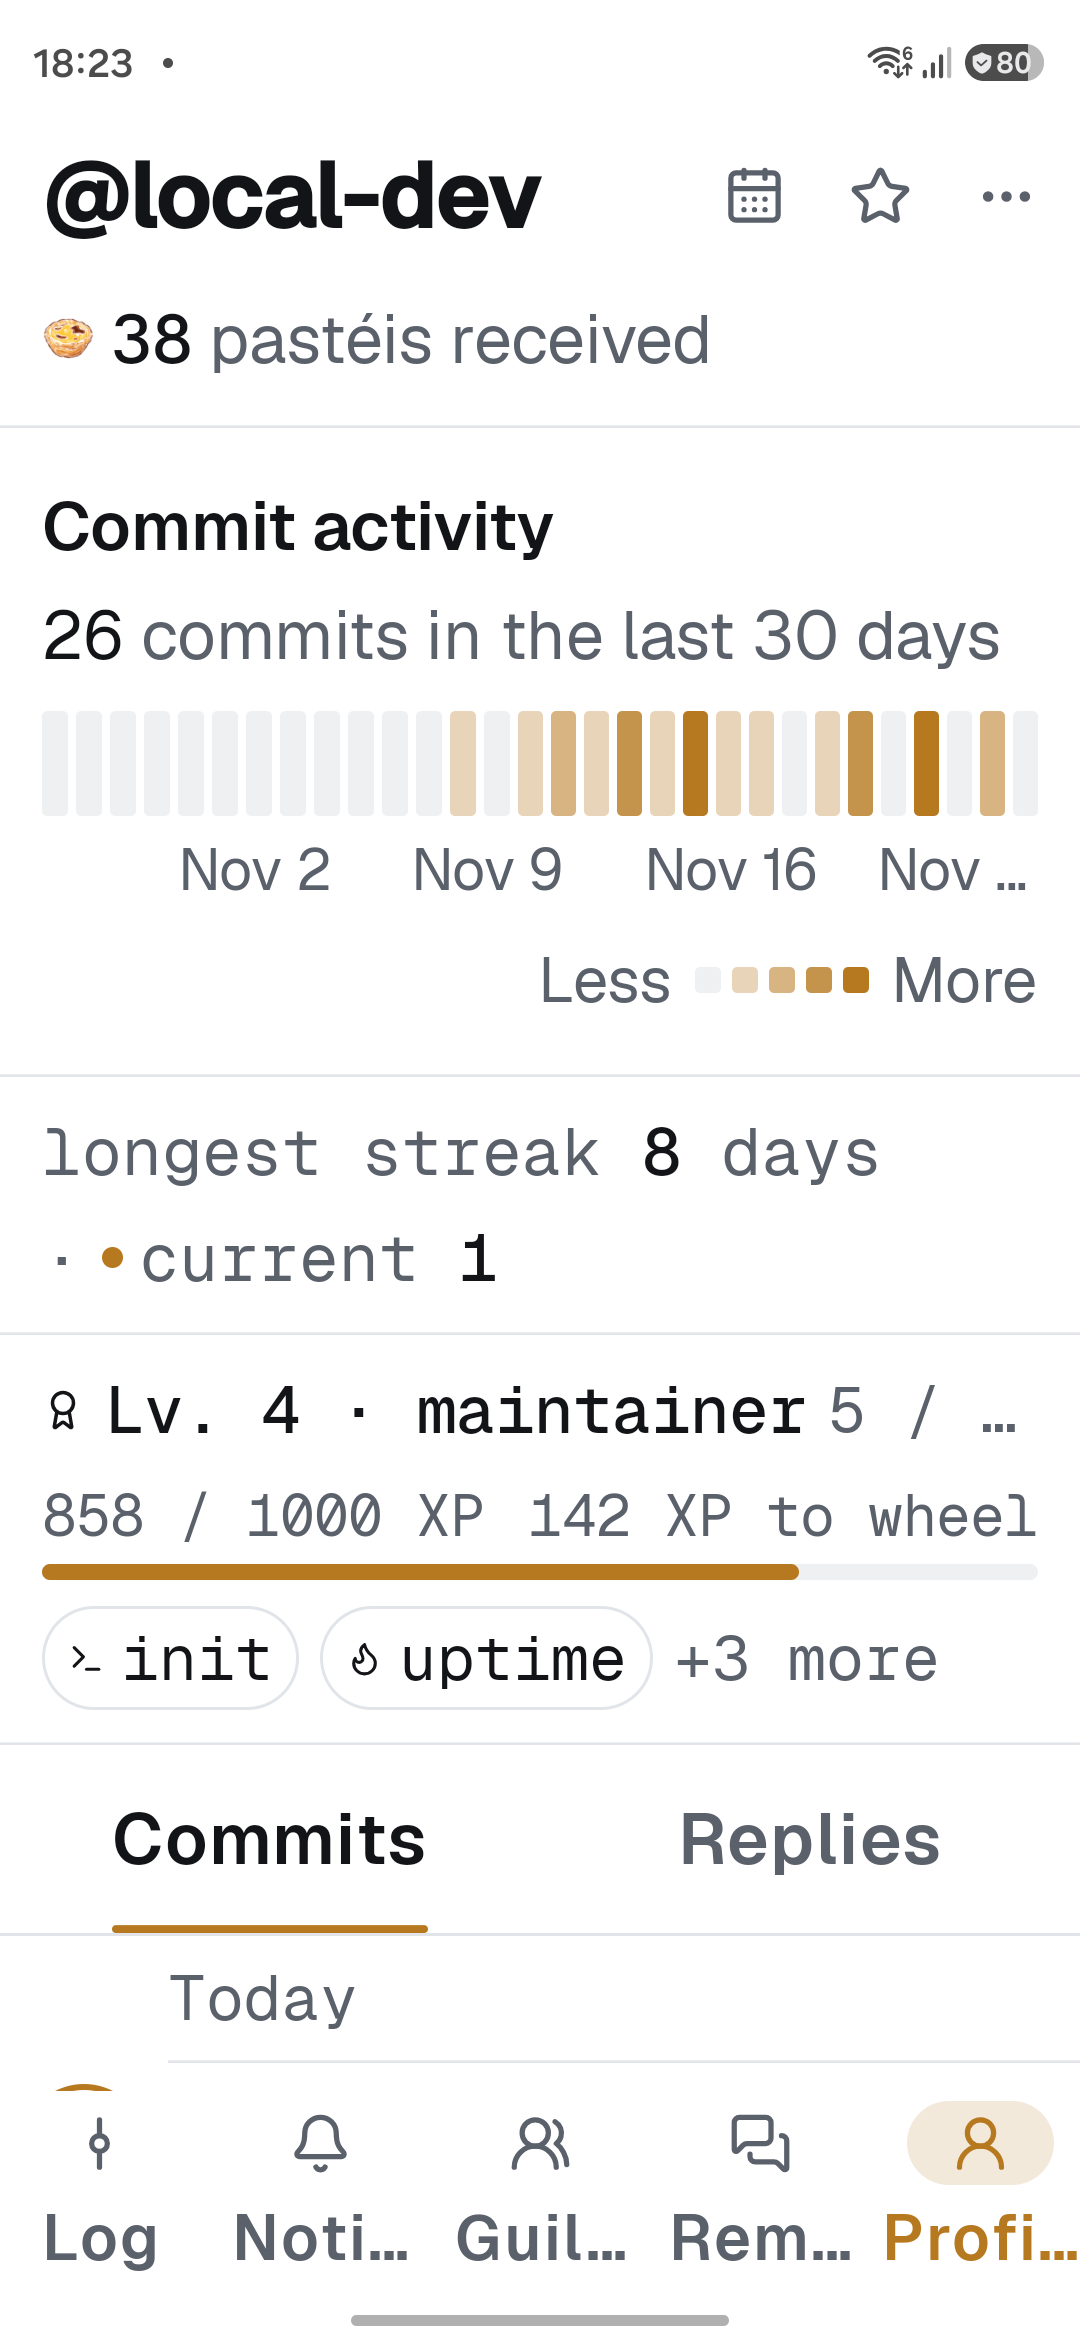 18:23
6
80
@local-dev
38 pastéis received
Commit activity
26 commits in the last 30 days
Nov 2 Nov 9 Nov 16 Nov …
Less More
longest streak 8 days
· current 1
Lv. 4 · maintainer 5 / …
858 / 1000 XP 142 XP to wheel
init uptime +3 more
Commits Replies
Today
Log Noti… Guil… Rem… Profi…